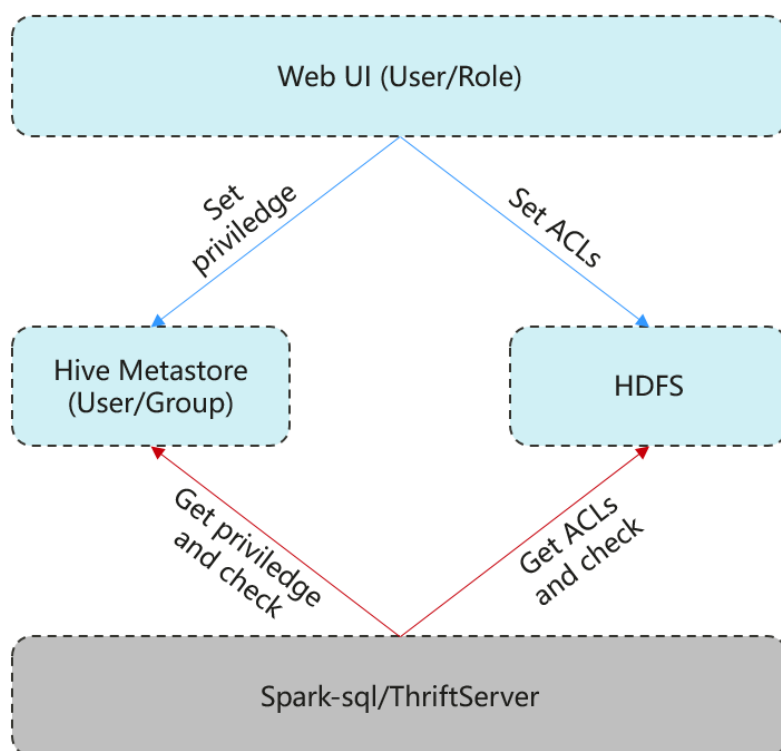 Web UI (User/Role)
Set
priviledge
Set ACLs
Hive Metastore
(User/Group)
HDFS
Get priviledge
and check
Get ACLs
and check
Spark-sql/ThriftServer